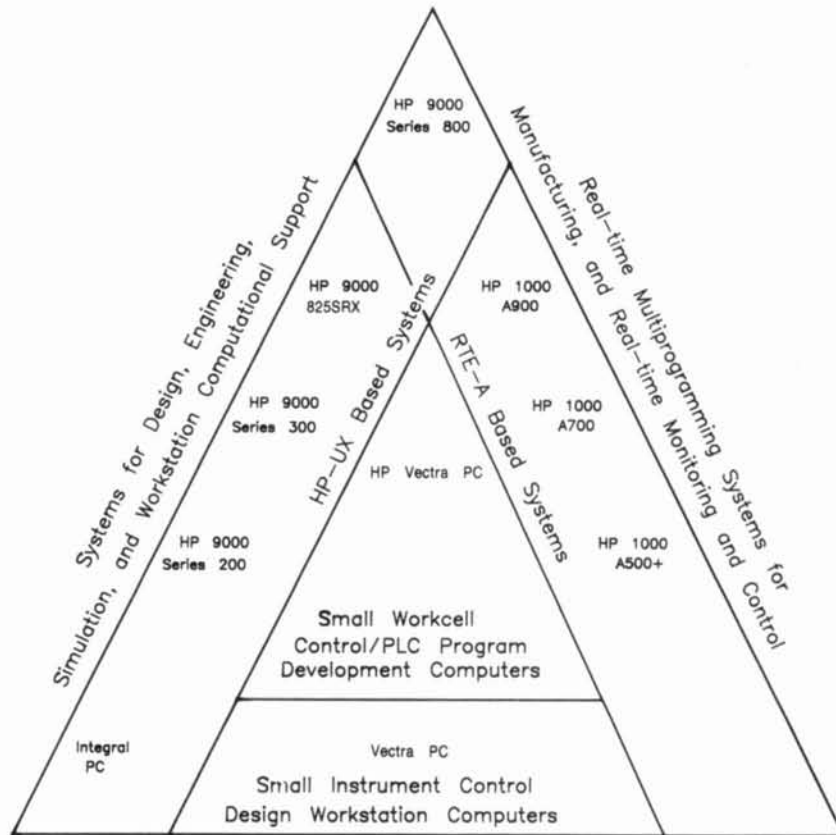 HP 9000
Series 800
Systems for Design, Engineering,
Simulation, and Workstation Computational Support
Real-time Multiprogramming Systems for
Manufacturing, and Real-time Monitoring and Control
HP 9000
825SRX
HP 9000
Series 300
HP 9000
Series 200
Integral
PC
HP-UX Based Systems
RTE-A Based Systems
HP 1000
A900
HP 1000
A700
HP 1000
A500+
HP Vectra PC
Small Workcell
Control/PLC Program
Development Computers
Vectra PC
Small Instrument Control
Design Workstation Computers